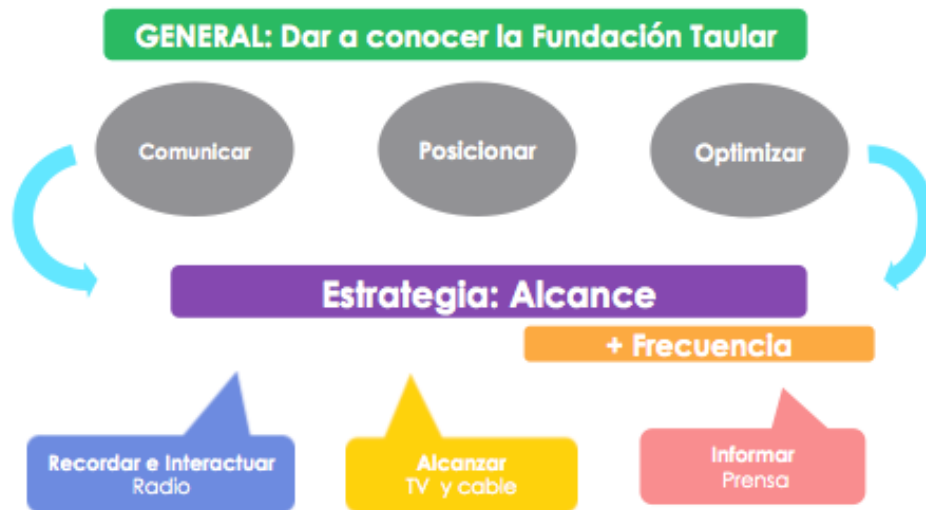 GENERAL: Dar a conocer la Fundación Taular
Comunicar
Posicionar
Optimizar
Estrategia: Alcance
+ Frecuencia
Recordar e Interactuar
Radio
Alcanzar
TV y cable
Informar
Prensa